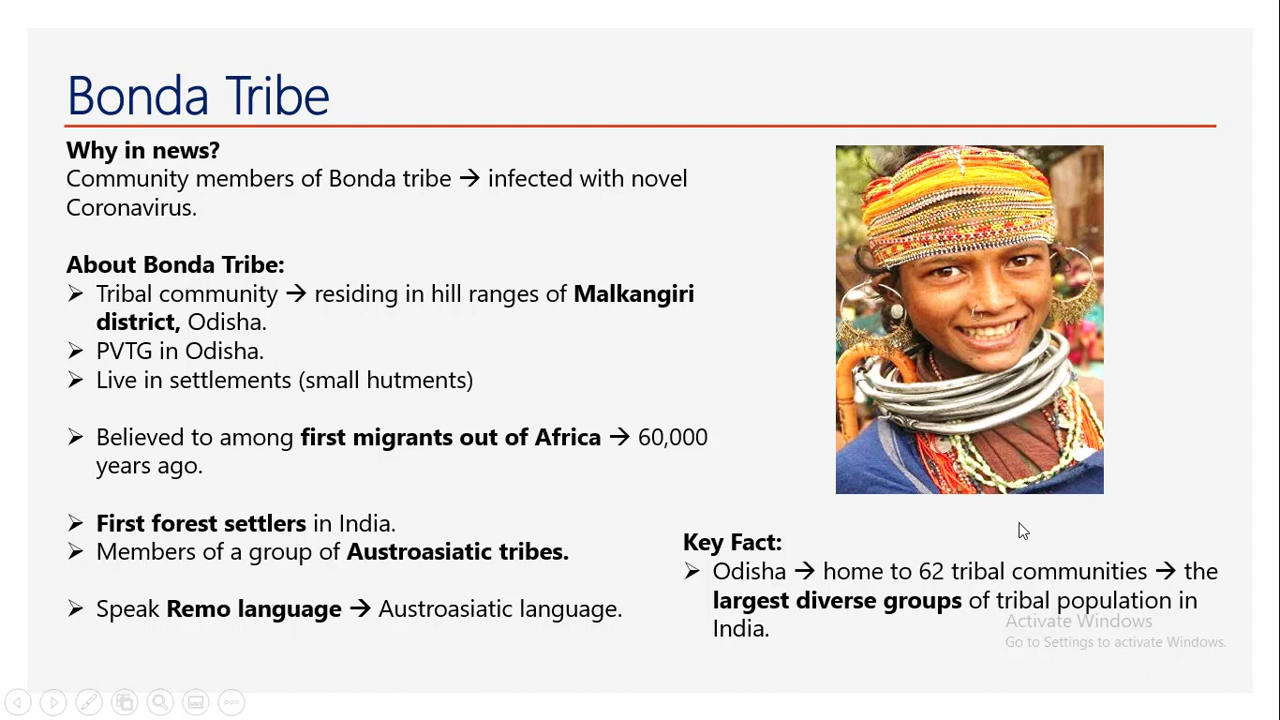 Bonda Tribe
Why in news?
Community members of Bonda tribe → infected with novel
Coronavirus.
About Bonda Tribe:
➢ Tribal community → residing in hill ranges of Malkangiri
district, Odisha.
➢ PVTG in Odisha.
➢ Live in settlements (small hutments)
➢ Believed to among first migrants out of Africa → 60,000
years ago.
➢ First forest settlers in India.
➢ Members of a group of Austroasiatic tribes.
➢ Speak Remo language → Austroasiatic language.
Key Fact:
➢ Odisha → home to 62 tribal communities → the
largest diverse groups of tribal population in
India.
Activate Windows
Go to Settings to activate Windows.